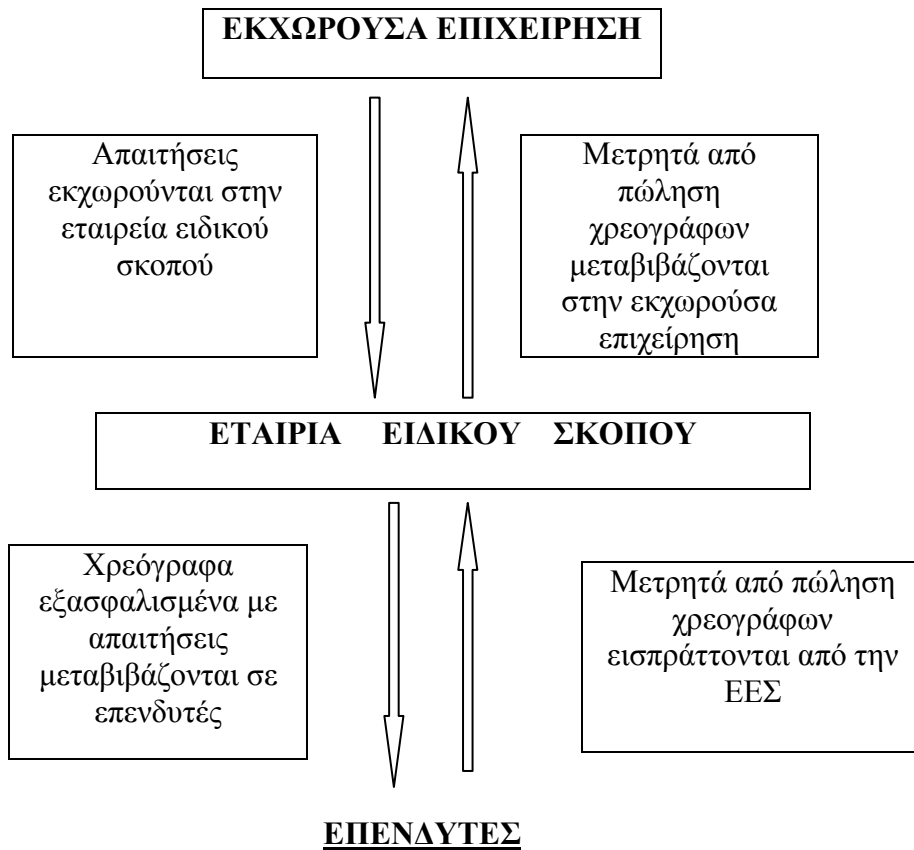 ΕΚΧΩΡΟΥΣΑ ΕΠΙΧΕΙΡΗΣΗ
Απαιτήσεις
εκχωρούνται στην
εταιρεία ειδικού
σκοπού
Μετρητά από
πώληση
χρεογράφων
μεταβιβάζονται
στην εκχωρούσα
επιχείρηση
ΕΤΑΙΡΙΑ ΕΙΔΙΚΟΥ ΣΚΟΠΟΥ
Χρεόγραφα
εξασφαλισμένα με
απαιτήσεις
μεταβιβάζονται σε
επενδυτές
Μετρητά από πώληση
χρεογράφων
εισπράττονται από την
ΕΕΣ
ΕΠΕΝΔΥΤΕΣ